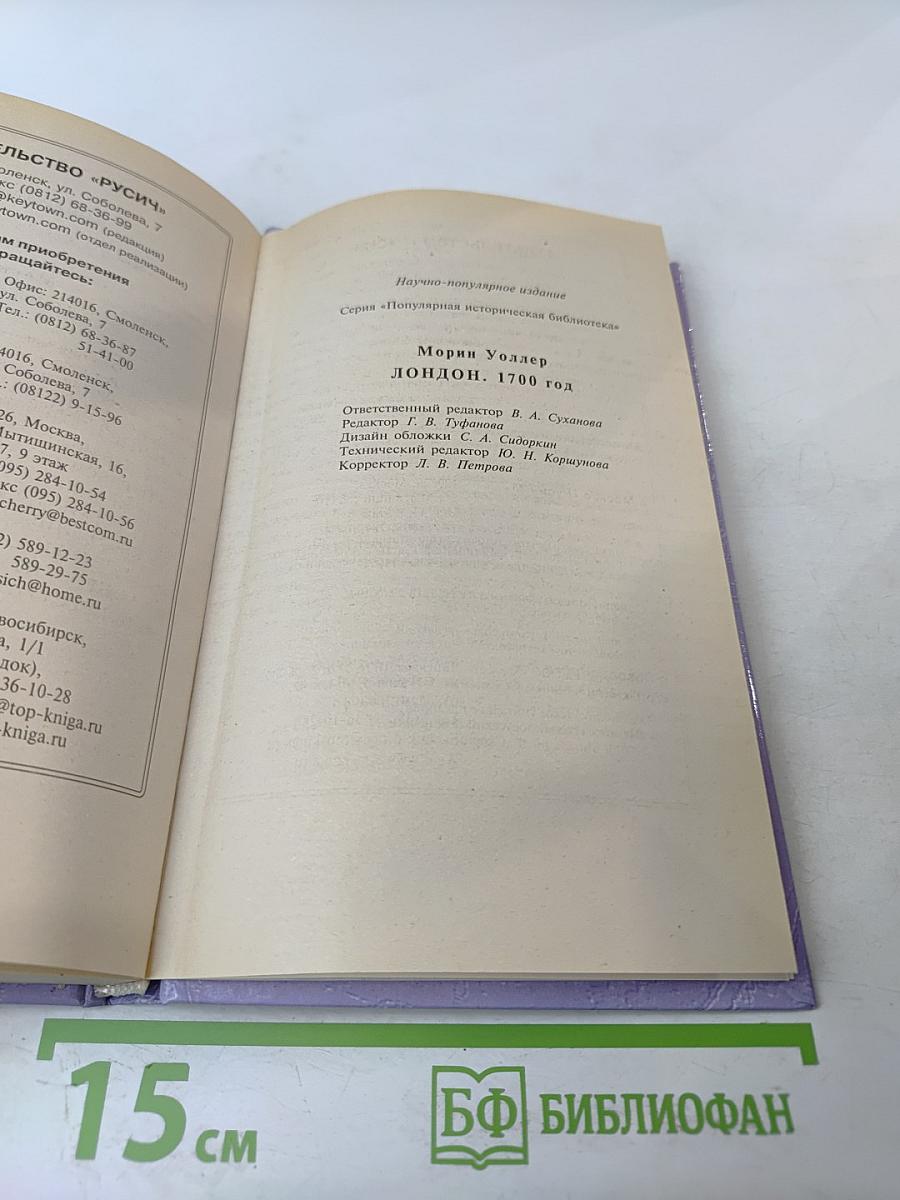 ЕЛЬСТВО «РУСИЧ»
оленск, ул. Соболева, 7
кс (0812) 68-36-99
@keytown.com (редакция)
town.com (отдел реализации)
ам приобретения
ращайтесь:
Офис: 214016, Смоленск,
ул. Соболева, 7
Тел.: (0812) 68-36-87
51-41-00
4016, Смоленск,
Соболева, 7
.: (08122) 9-15-96
26, Москва,
Мытищинская, 16,
7, 9 этаж
(095) 284-10-54
кс (095) 284-10-56
cherry@bestcom.ru
2) 589-12-23
589-29-75
sich@home.ru
восибирск,
а, 1/1
док),
36-10-28
@top-kniga.ru
-kniga.ru
Научно-популярное издание
Серия «Популярная историческая библиотека»
Морин Уоллер
ЛОНДОН. 1700 год
Ответственный редактор В. А. Суханова
Редактор Г. В. Туфанова
Дизайн обложки С. А. Сидоркин
Технический редактор Ю. Н. Коршунова
Корректор Л. В. Петрова
15 см
БФ БИБЛИОФАН